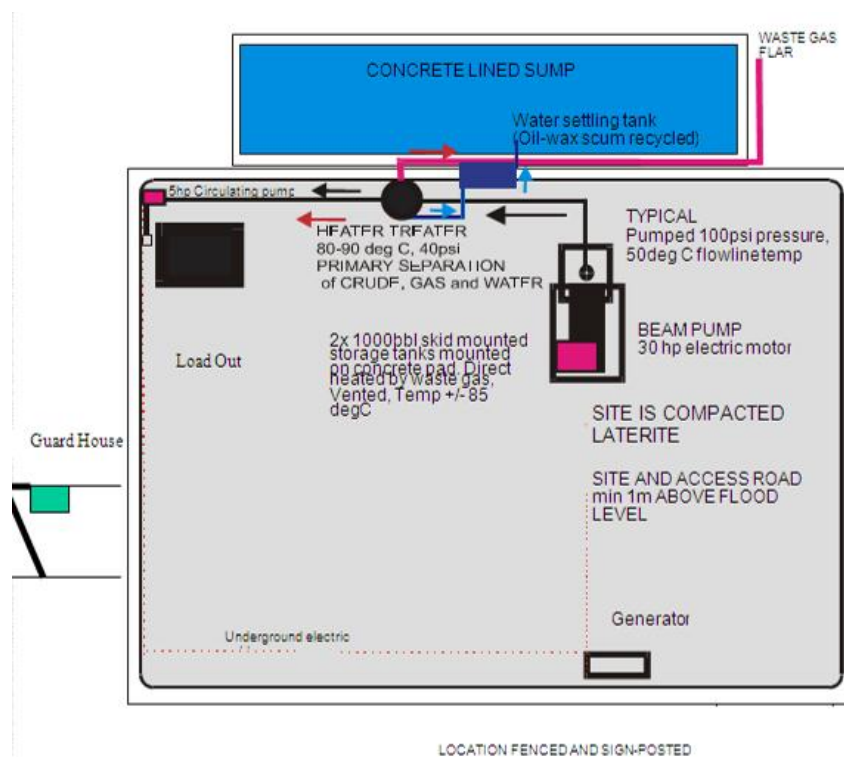 WASTE GAS
FLAR
CONCRETE LINED SUMP
Water settling tank
(Oil-wax scum recycled)
5hp Circulating pump
HEATER TREATER
80-90 deg C, 40psi
PRIMARY SEPARATION
of CRUDE, GAS and WATER
TYPICAL
Pumped 100psi pressure,
50deg C flowline temp
BEAM PUMP
30 hp electric motor
Load Out
2x 1000bbl skid mounted
storage tanks mounted
on concrete pad. Direct
heated by waste gas,
Vented, Temp +/- 85
degC
SITE IS COMPACTED
LATERITE
Guard House
SITE AND ACCESS ROAD
min 1m ABOVE FLOOD
LEVEL
Generator
Underground electric
LOCATION FENCED AND SIGN-POSTED